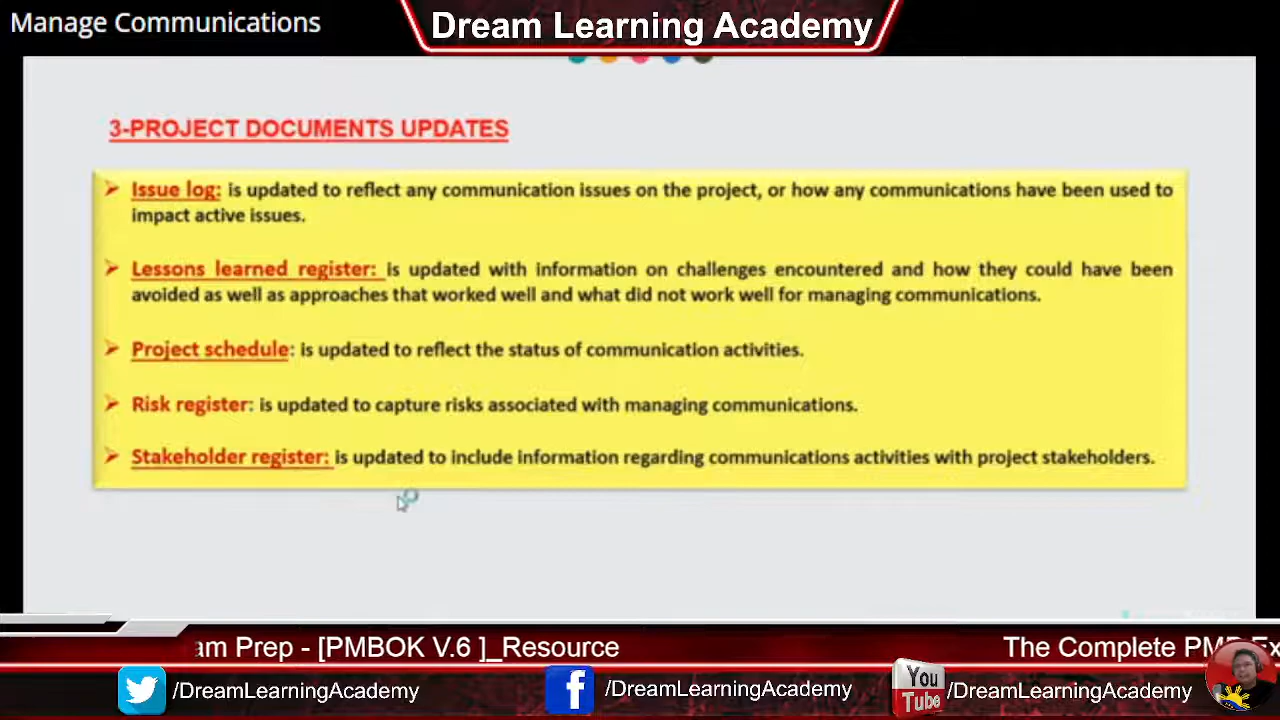 Manage Communications
Dream Learning Academy
3-PROJECT DOCUMENTS UPDATES
➢ Issue log: is updated to reflect any communication issues on the project, or how any communications have been used to
impact active issues.
➢ Lessons learned register: is updated with information on challenges encountered and how they could have been
avoided as well as approaches that worked well and what did not work well for managing communications.
➢ Project schedule: is updated to reflect the status of communication activities.
➢ Risk register: is updated to capture risks associated with managing communications.
➢ Stakeholder register: is updated to include information regarding communications activities with project stakeholders.
am Prep - [PMBOK V.6 ]_Resource The Complete PMP Ex
/DreamLearningAcademy /DreamLearningAcademy You Tube /DreamLearningAcademy